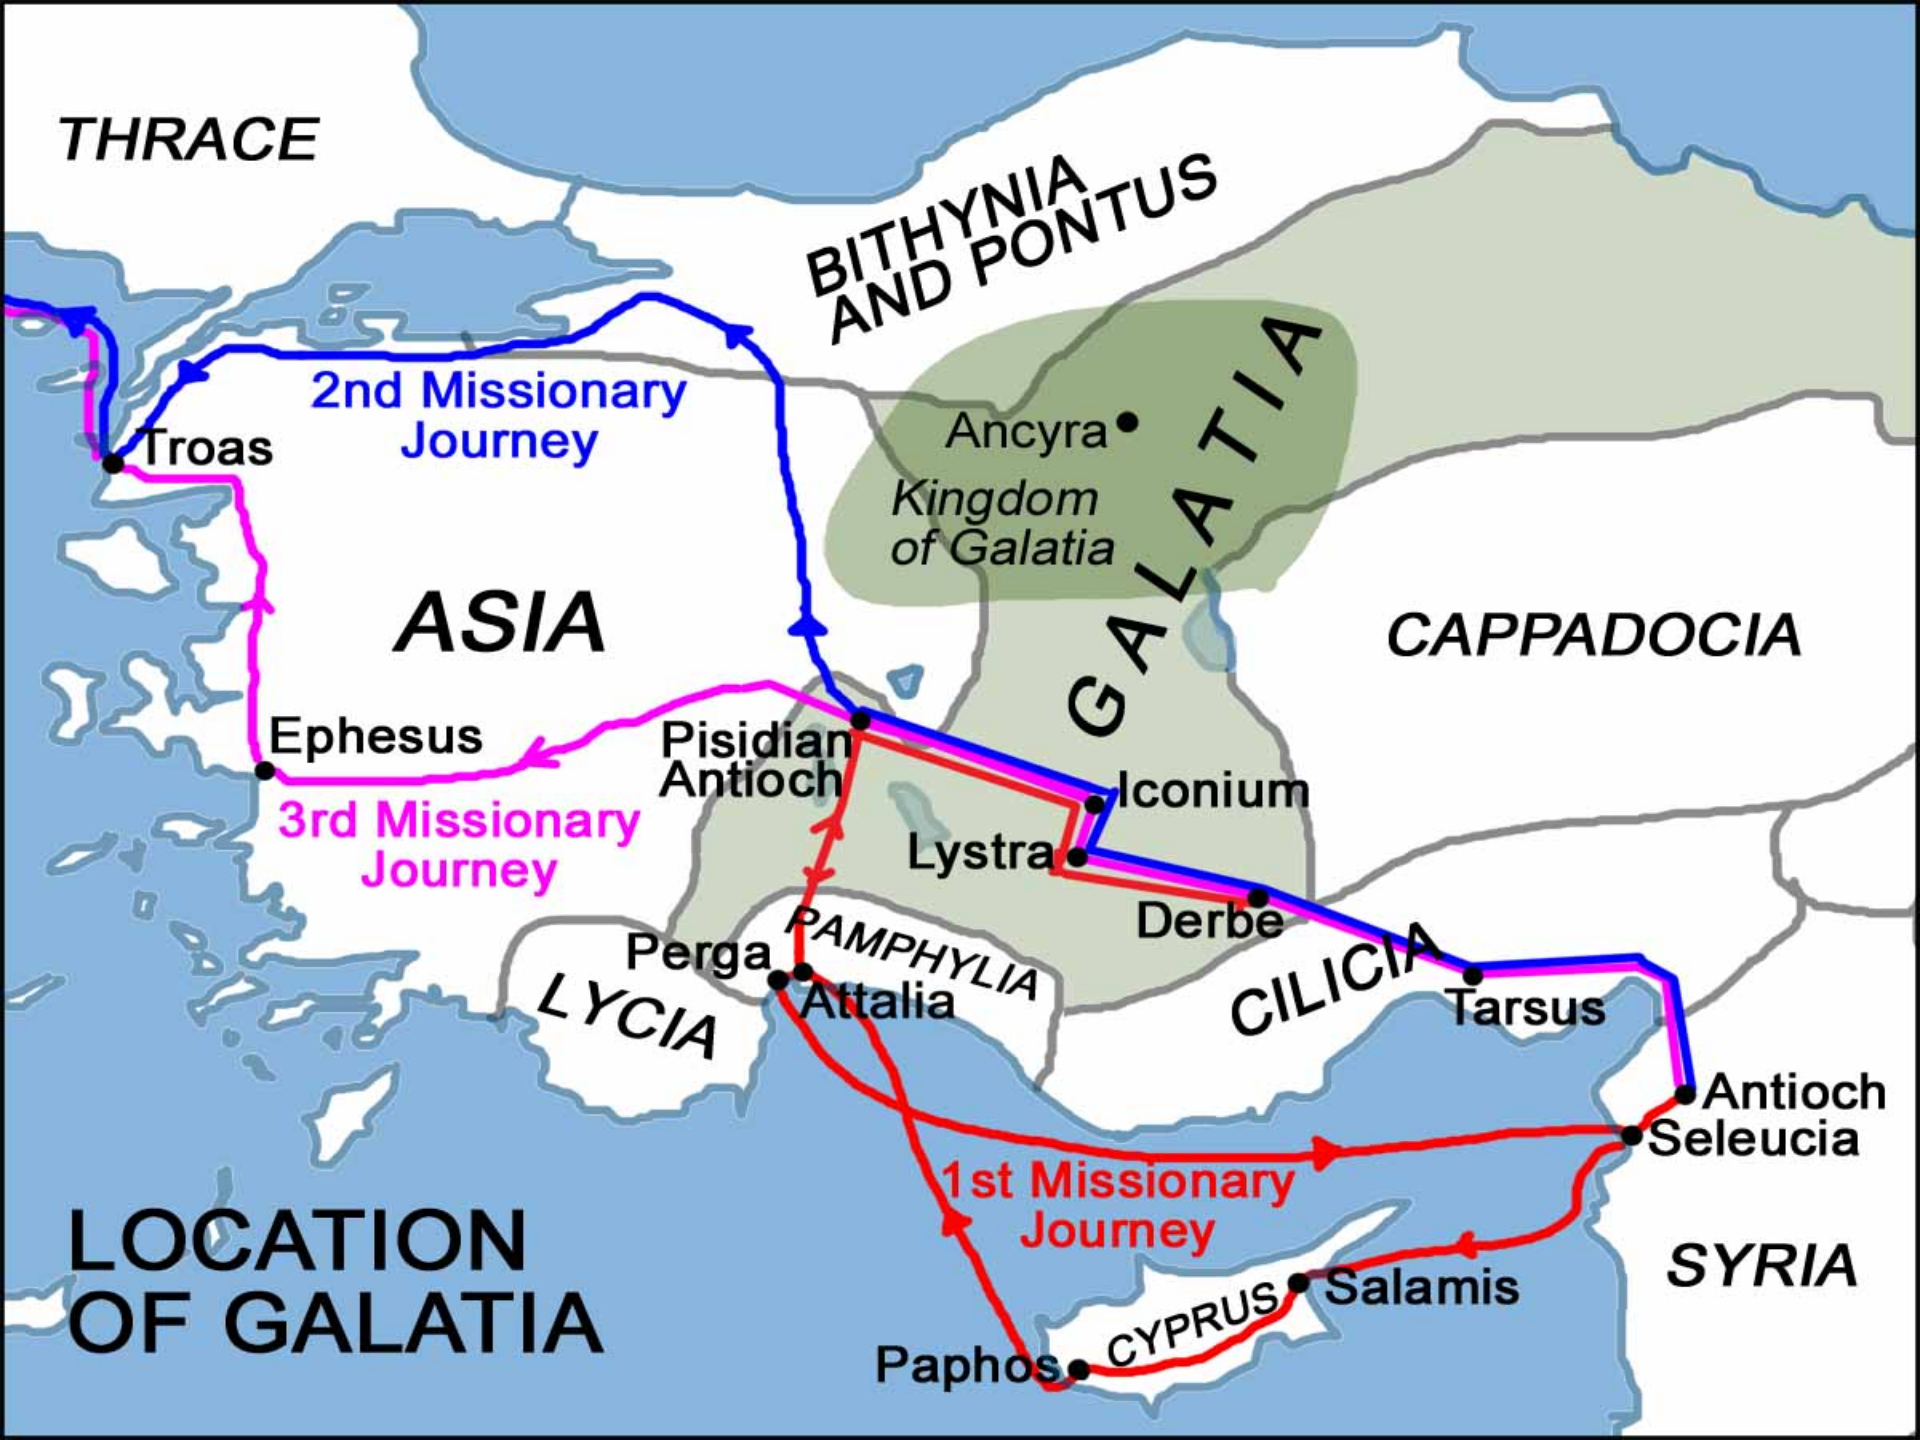 THRACE
BITHYNIA
AND PONTUS
2nd Missionary
Journey
Troas
Ancyra
Kingdom
of Galatia
GALATIA
ASIA
CAPPADOCIA
Ephesus
Pisidian
Antioch
3rd Missionary
Journey
Iconium
Lystra
Derbe
PAMPHYLIA
Perga
Attalia
LYCIA
CILICIA
Tarsus
Antioch
Seleucia
1st Missionary
Journey
LOCATION
OF GALATIA
SYRIA
Salamis
CYPRUS
Paphos